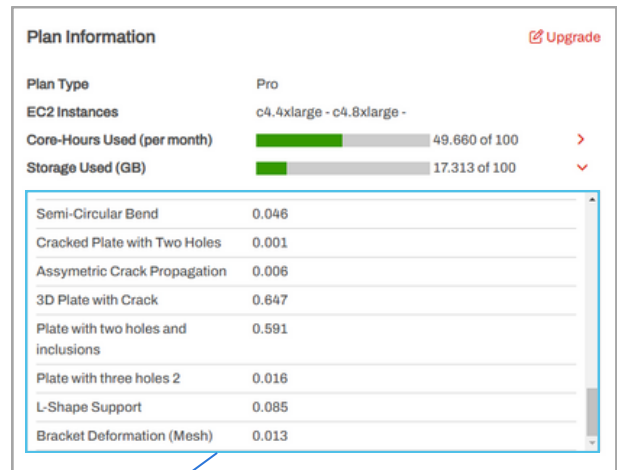 Plan Information Upgrade
Plan Type Pro
EC2 Instances c4.4xlarge - c4.8xlarge -
Core-Hours Used (per month) 49.660 of 100
Storage Used (GB) 17.313 of 100
Semi-Circular Bend 0.046
Cracked Plate with Two Holes 0.001
Assymetric Crack Propagation 0.006
3D Plate with Crack 0.647
Plate with two holes and 0.591
inclusions
Plate with three holes 2 0.016
L-Shape Support 0.085
Bracket Deformation (Mesh) 0.013